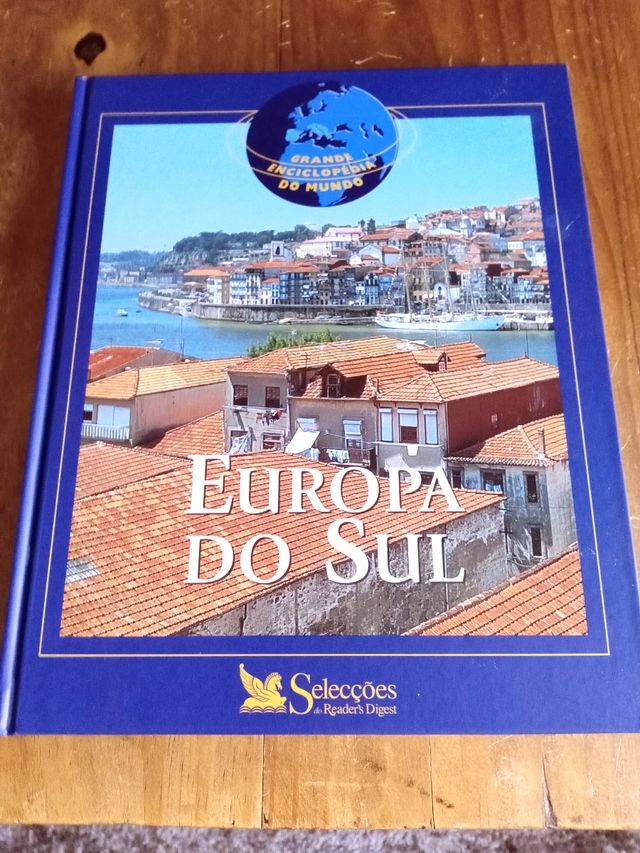 GRANDE
ENCICLOPÉDIA
DO MUNDO
EUROPA
DO SUL
Selecções
do Reader's Digest